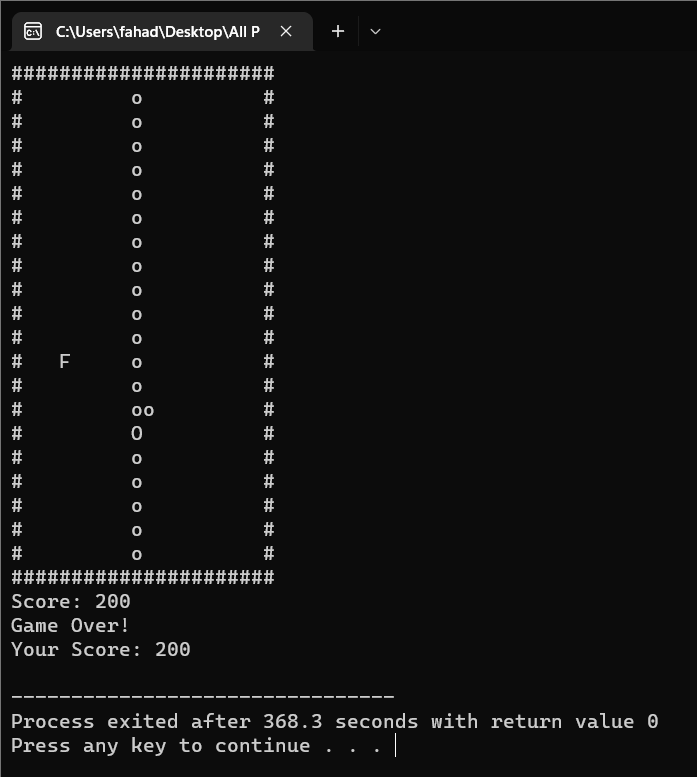 C:\Users\fahad\Desktop\All P
######################
#         o          #
#         o          #
#         o          #
#         o          #
#         o          #
#         o          #
#         o          #
#         o          #
#         o          #
#         o          #
#         o          #
#   F     o          #
#         o          #
#         oo         #
#         O          #
#         o          #
#         o          #
#         o          #
#         o          #
#         o          #
######################
Score: 200
Game Over!
Your Score: 200
--------------------------------
Process exited after 368.3 seconds with return value 0
Press any key to continue . . .